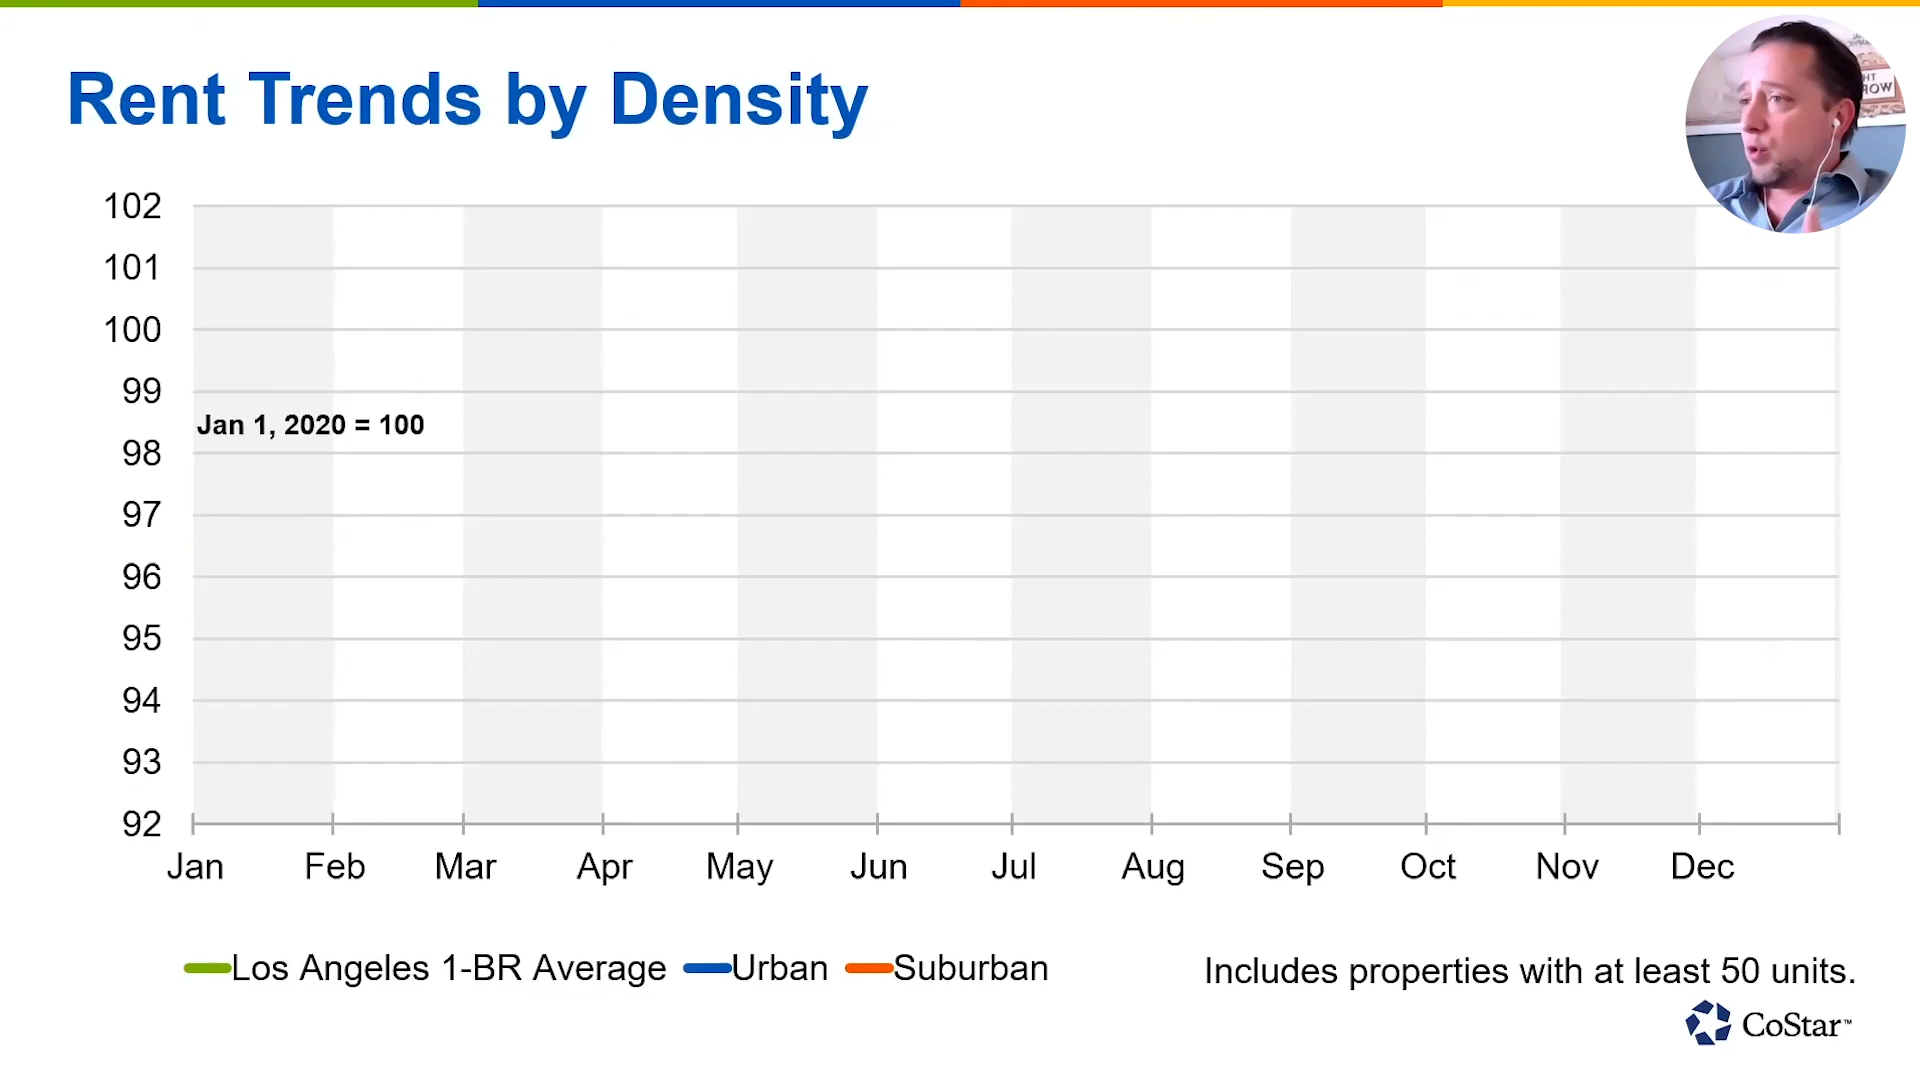 Rent Trends by Density
102
101
100
99
Jan 1, 2020 = 100
98
97
96
95
94
93
92
Jan Feb Mar Apr May Jun Jul Aug Sep Oct Nov Dec
Los Angeles 1-BR Average Urban Suburban
Includes properties with at least 50 units.
CoStar™